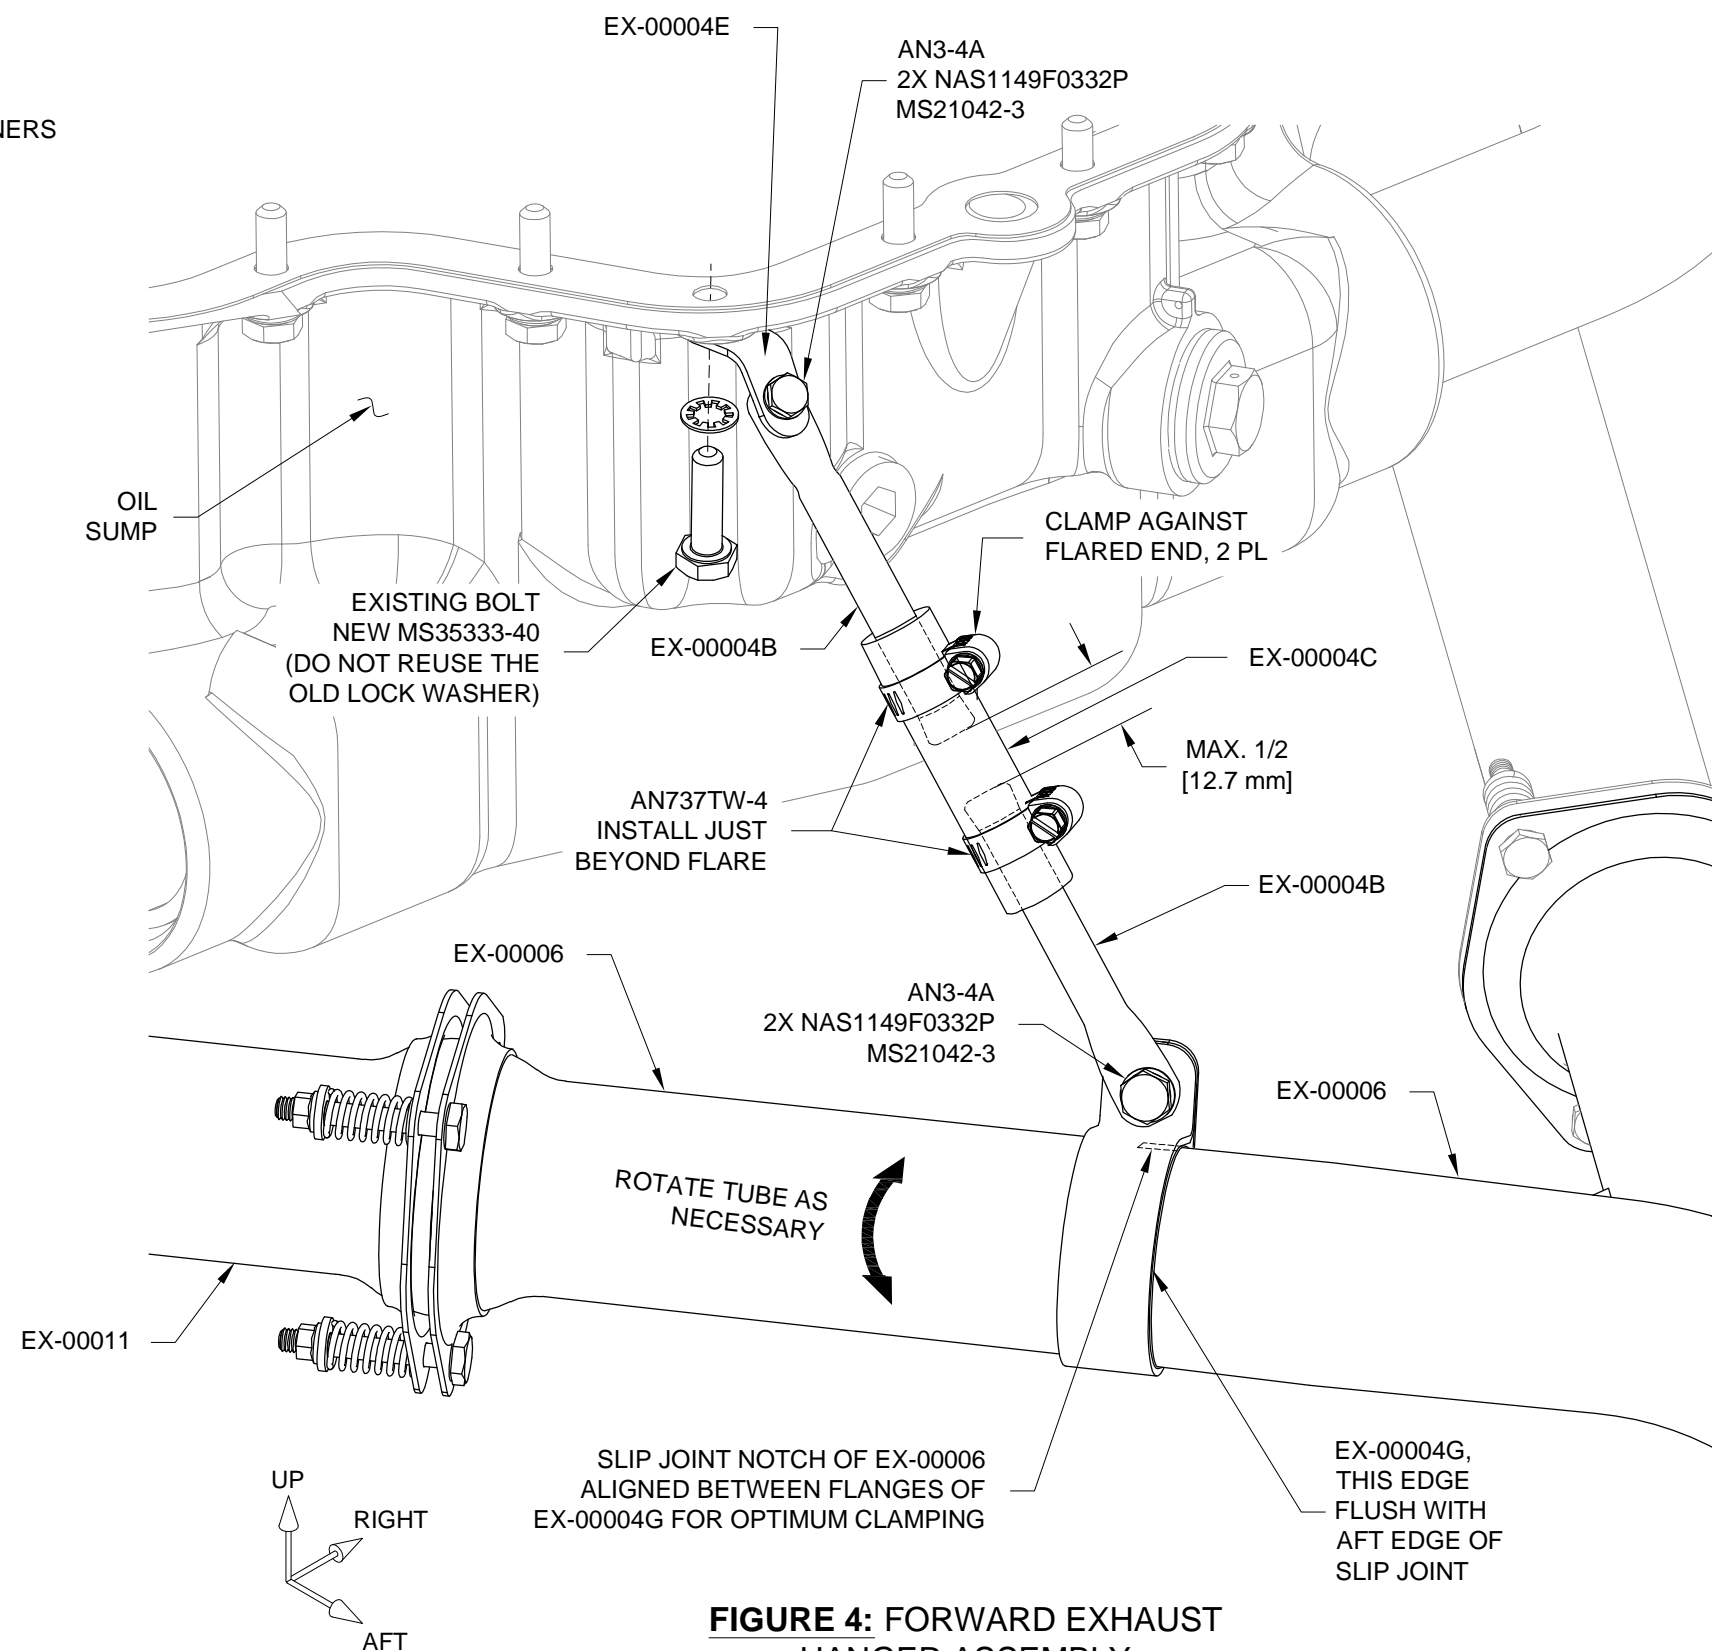 EX-00004E
AN3-4A
2X NAS1149F0332P
MS21042-3
NERS
OIL
SUMP
CLAMP AGAINST
FLARED END, 2 PL
EXISTING BOLT
NEW MS35333-40
(DO NOT REUSE THE
OLD LOCK WASHER)
EX-00004B
EX-00004C
MAX. 1/2
[12.7 mm]
AN737TW-4
INSTALL JUST
BEYOND FLARE
EX-00004B
EX-00006
AN3-4A
2X NAS1149F0332P
MS21042-3
EX-00006
ROTATE TUBE AS
NECESSARY
EX-00011
SLIP JOINT NOTCH OF EX-00006
ALIGNED BETWEEN FLANGES OF
EX-00004G FOR OPTIMUM CLAMPING
EX-00004G,
THIS EDGE
FLUSH WITH
AFT EDGE OF
SLIP JOINT
UP
RIGHT
AFT
FIGURE 4: FORWARD EXHAUST
HANGER ASSEMBLY